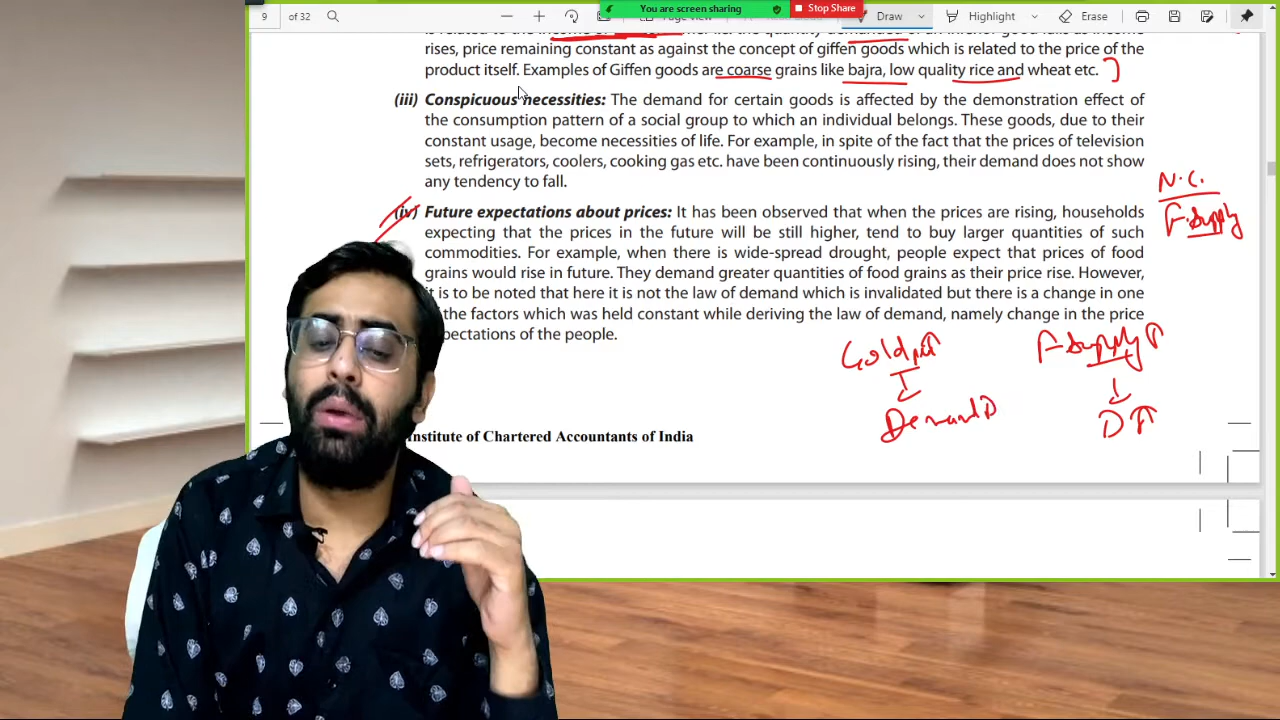 9 of 32
You are screen sharing
Stop Share
Page View
Draw
Highlight
Erase
rises, price remaining constant as against the concept of giffen goods which is related to the price of the
product itself. Examples of Giffen goods are coarse grains like bajra, low quality rice and wheat etc.
(iii) Conspicuous necessities: The demand for certain goods is affected by the demonstration effect of
the consumption pattern of a social group to which an individual belongs. These goods, due to their
constant usage, become necessities of life. For example, in spite of the fact that the prices of television
sets, refrigerators, coolers, cooking gas etc. have been continuously rising, their demand does not show
any tendency to fall.
N.C.
F.Supply
(iv) Future expectations about prices: It has been observed that when the prices are rising, households
expecting that the prices in the future will be still higher, tend to buy larger quantities of such
commodities. For example, when there is wide-spread drought, people expect that prices of food
grains would rise in future. They demand greater quantities of food grains as their price rise. However,
it is to be noted that here it is not the law of demand which is invalidated but there is a change in one
the factors which was held constant while deriving the law of demand, namely change in the price
pectations of the people.
Gold F.Supply↑
↓ ↓
Demand D↑
Institute of Chartered Accountants of India